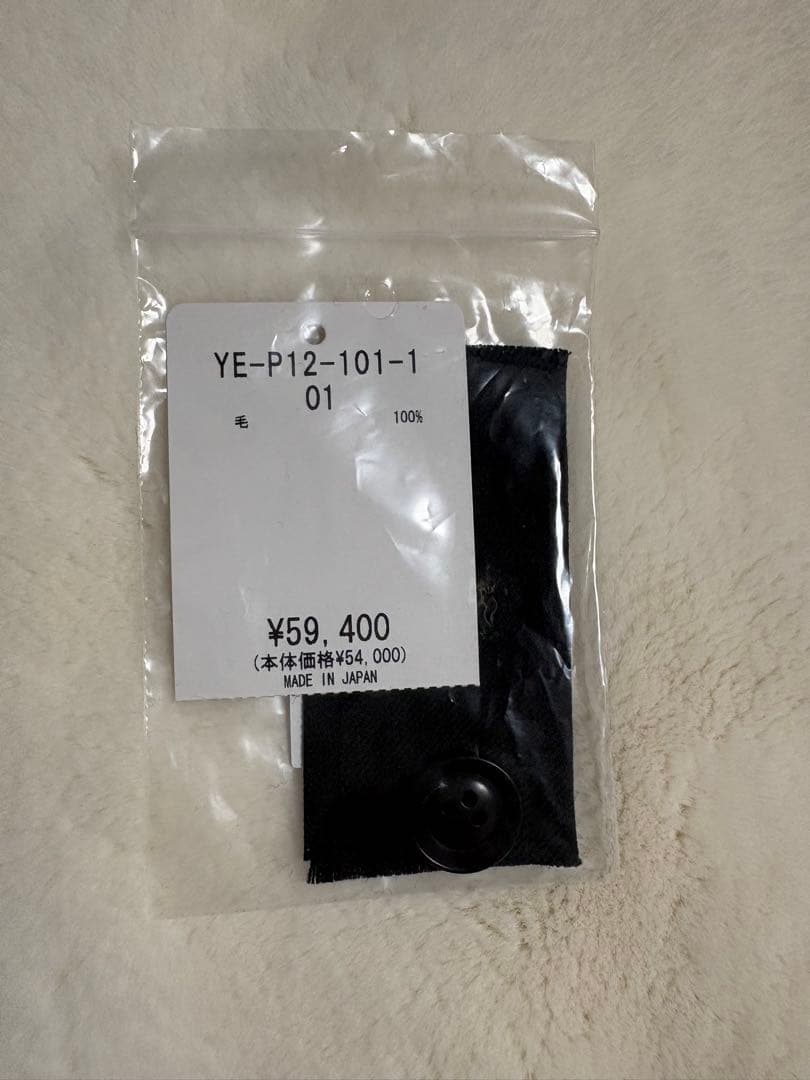 YE-P12-101-1
01
毛 100%
¥59,400
(本体価格¥54,000)
MADE IN JAPAN